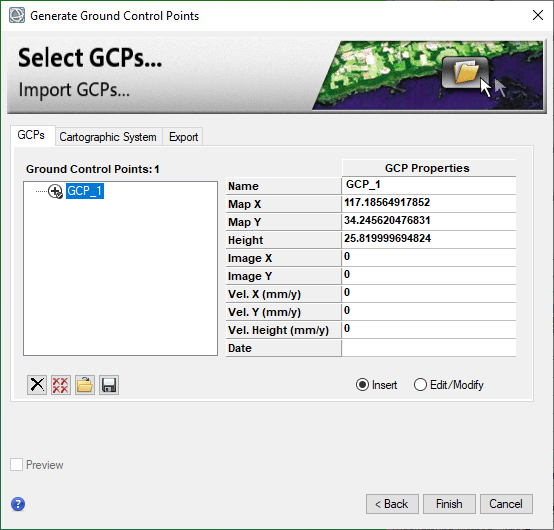 Generate Ground Control Points
Select GCPs...
Import GCPs...
GCPs Cartographic System Export
Ground Control Points: 1
GCP_1
GCP Properties
Name GCP_1
Map X 117.18564917852
Map Y 34.245620476831
Height 25.819999694824
Image X 0
Image Y 0
Vel. X (mm/y) 0
Vel. Y (mm/y) 0
Vel. Height (mm/y) 0
Date
Insert Edit/Modify
Preview
< Back Finish Cancel